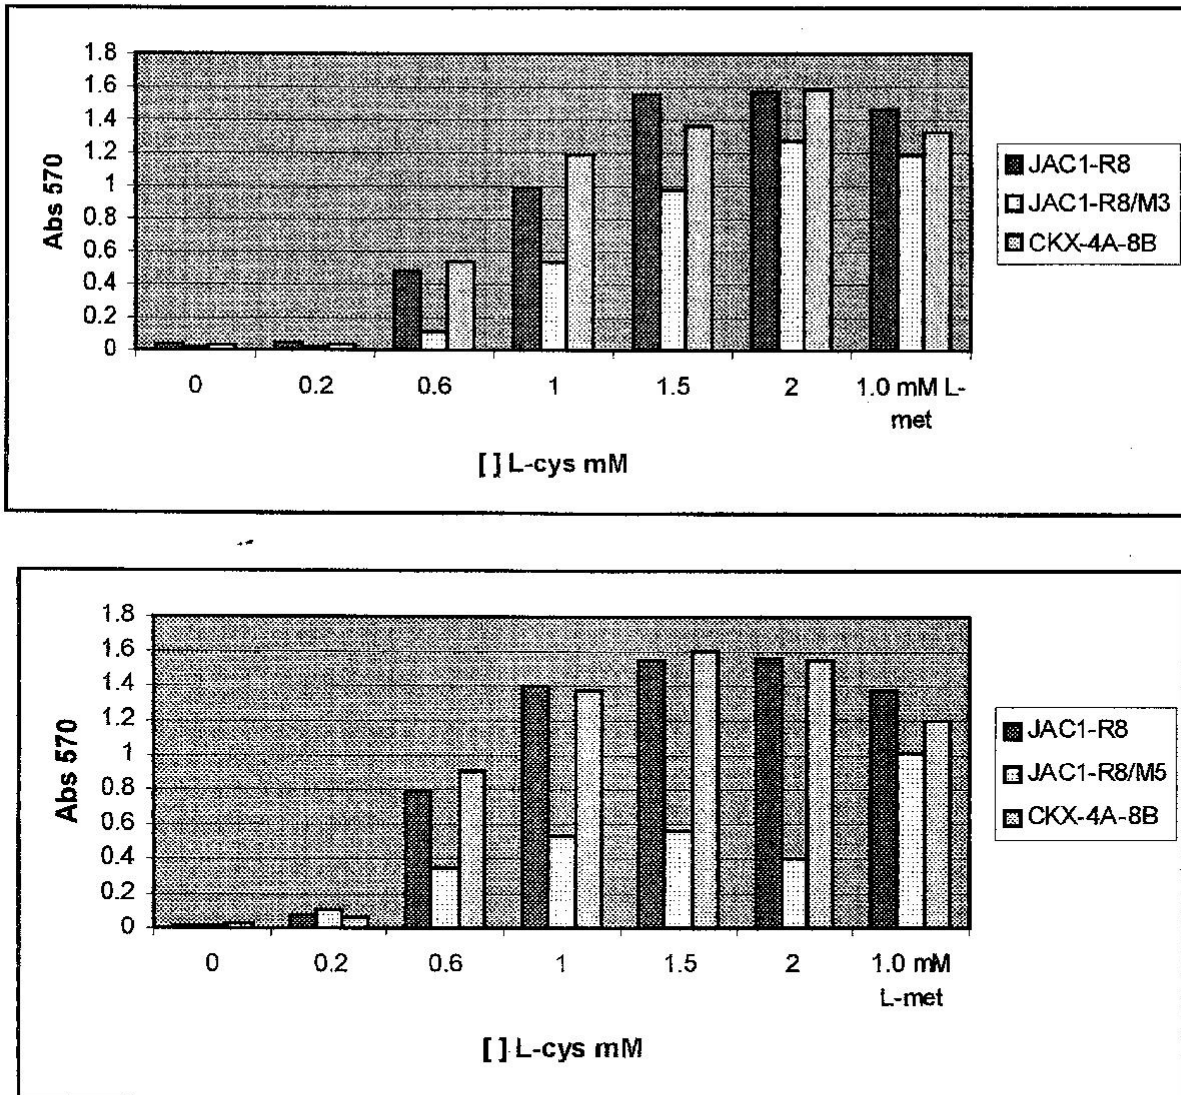 1.8
1.6
1.4
1.2
1
0.8
0.6
0.4
0.2
0
Abs 570
0 0.2 0.6 1 1.5 2 1.0 mM L-
met
[ ] L-cys mM
JAC1-R8
JAC1-R8/M3
CKX-4A-8B
1.8
1.6
1.4
1.2
1
0.8
0.6
0.4
0.2
0
Abs 570
0 0.2 0.6 1 1.5 2 1.0 mM
L-met
[ ] L-cys mM
JAC1-R8
JAC1-R8/M5
CKX-4A-8B